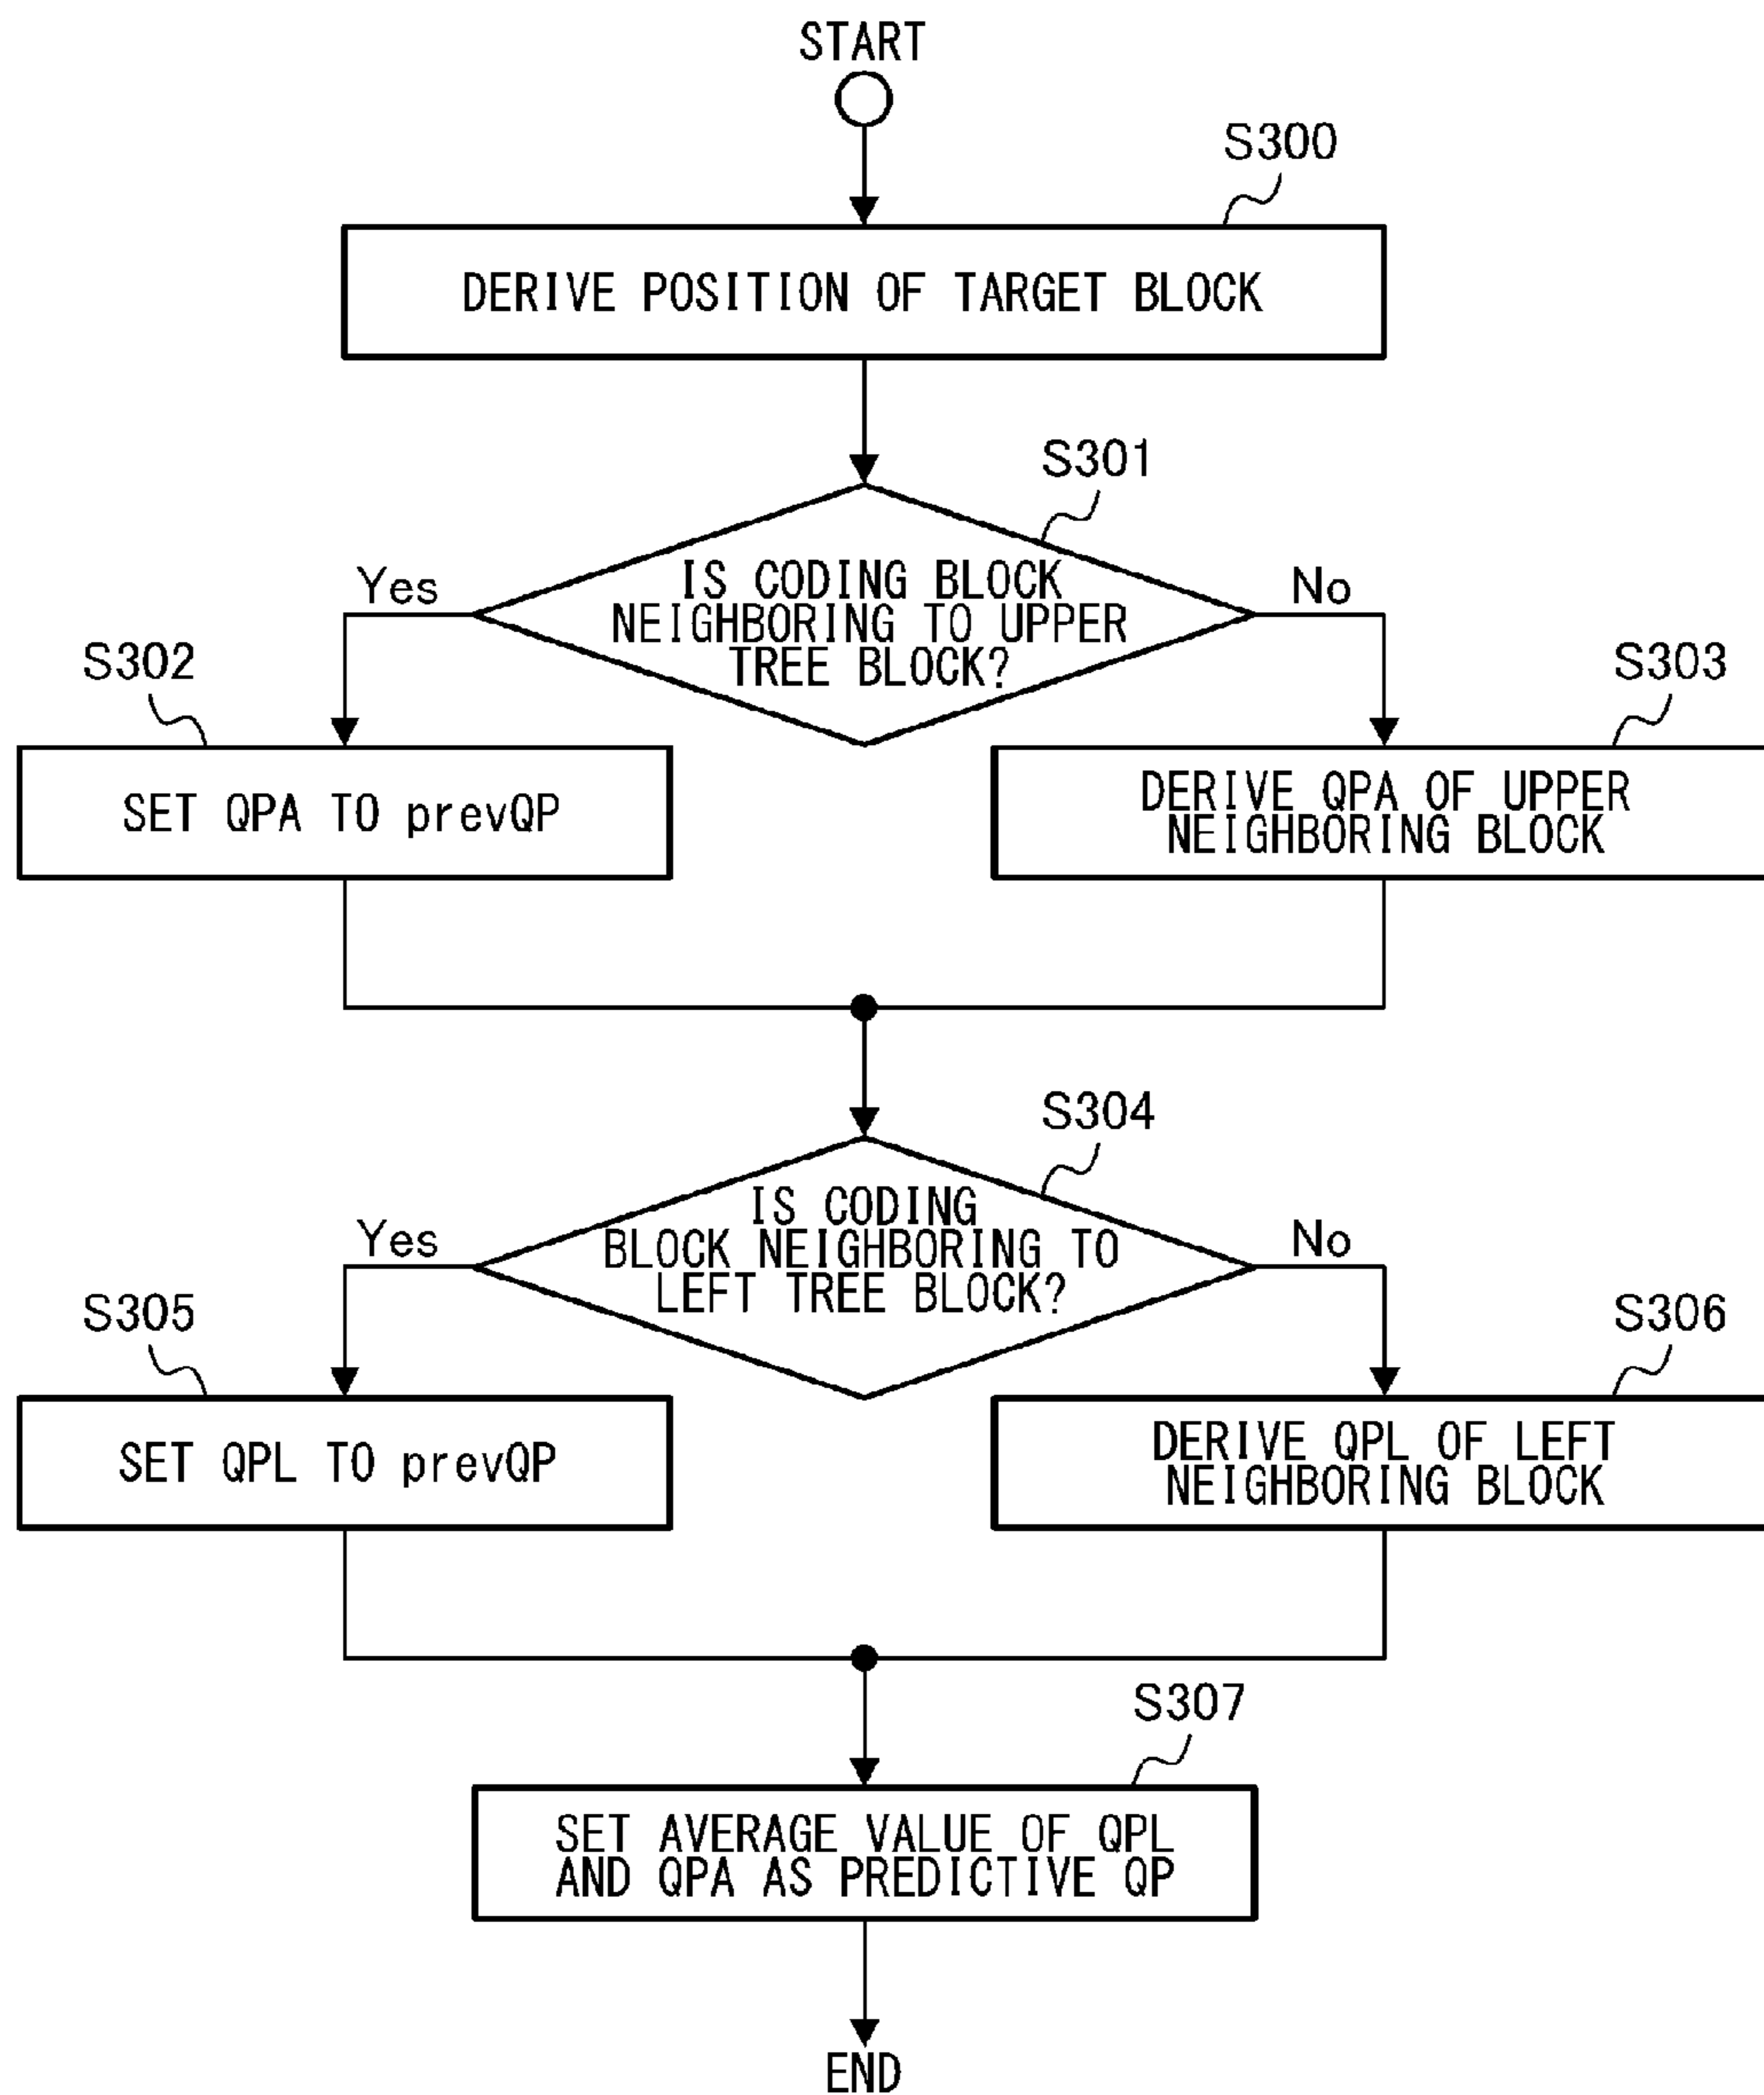 START
S300
DERIVE POSITION OF TARGET BLOCK
S301
IS CODING BLOCK
NEIGHBORING TO UPPER
TREE BLOCK?
Yes
No
S302
S303
SET QPA TO prevQP
DERIVE QPA OF UPPER
NEIGHBORING BLOCK
S304
IS CODING
BLOCK NEIGHBORING TO
LEFT TREE BLOCK?
Yes
No
S305
S306
SET QPL TO prevQP
DERIVE QPL OF LEFT
NEIGHBORING BLOCK
S307
SET AVERAGE VALUE OF QPL
AND QPA AS PREDICTIVE QP
END